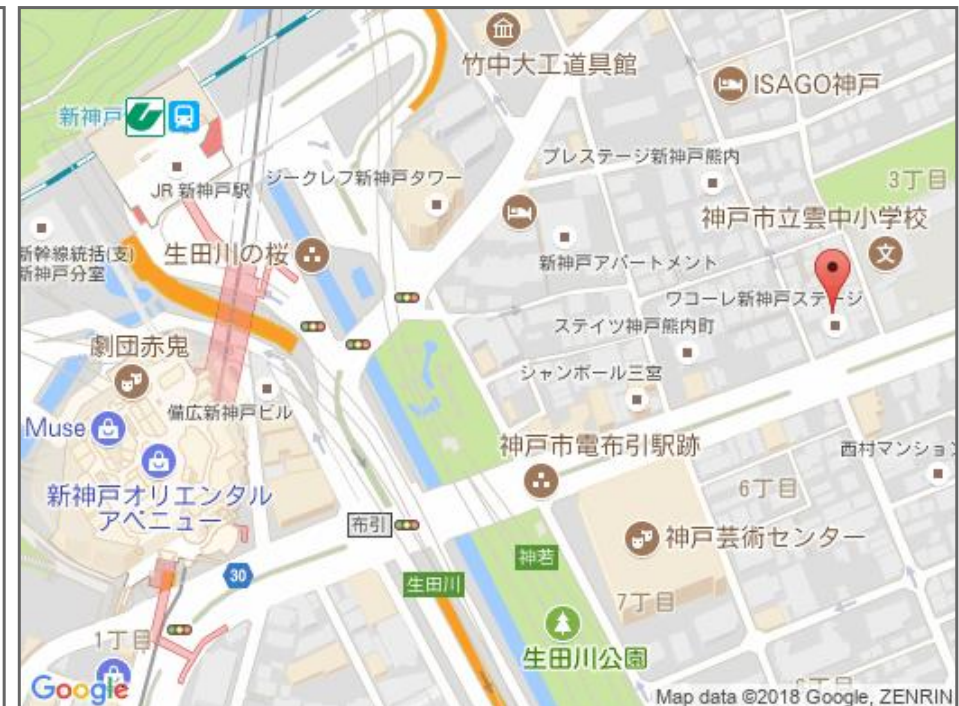 竹中大工道具館
ISAGO神戸
新神戸
プレステージ新神戸熊内
JR 新神戸駅
ジークレフ新神戸タワー
3丁目
神戸市立雲中小学校
文
新幹線統括(支)
新神戸分室
生田川の桜
新神戸アパートメント
ワコーレ新神戸ステージ
ステイツ神戸熊内町
劇団赤鬼
シャンボール三宮
備広新神戸ビル
Muse
神戸市電布引駅跡
西村マンション
新神戸オリエンタル
アベニュー
6丁目
布引
神戸芸術センター
神若
30
生田川
7丁目
1丁目
生田川公園
Google
Map data ©2018 Google, ZENRIN